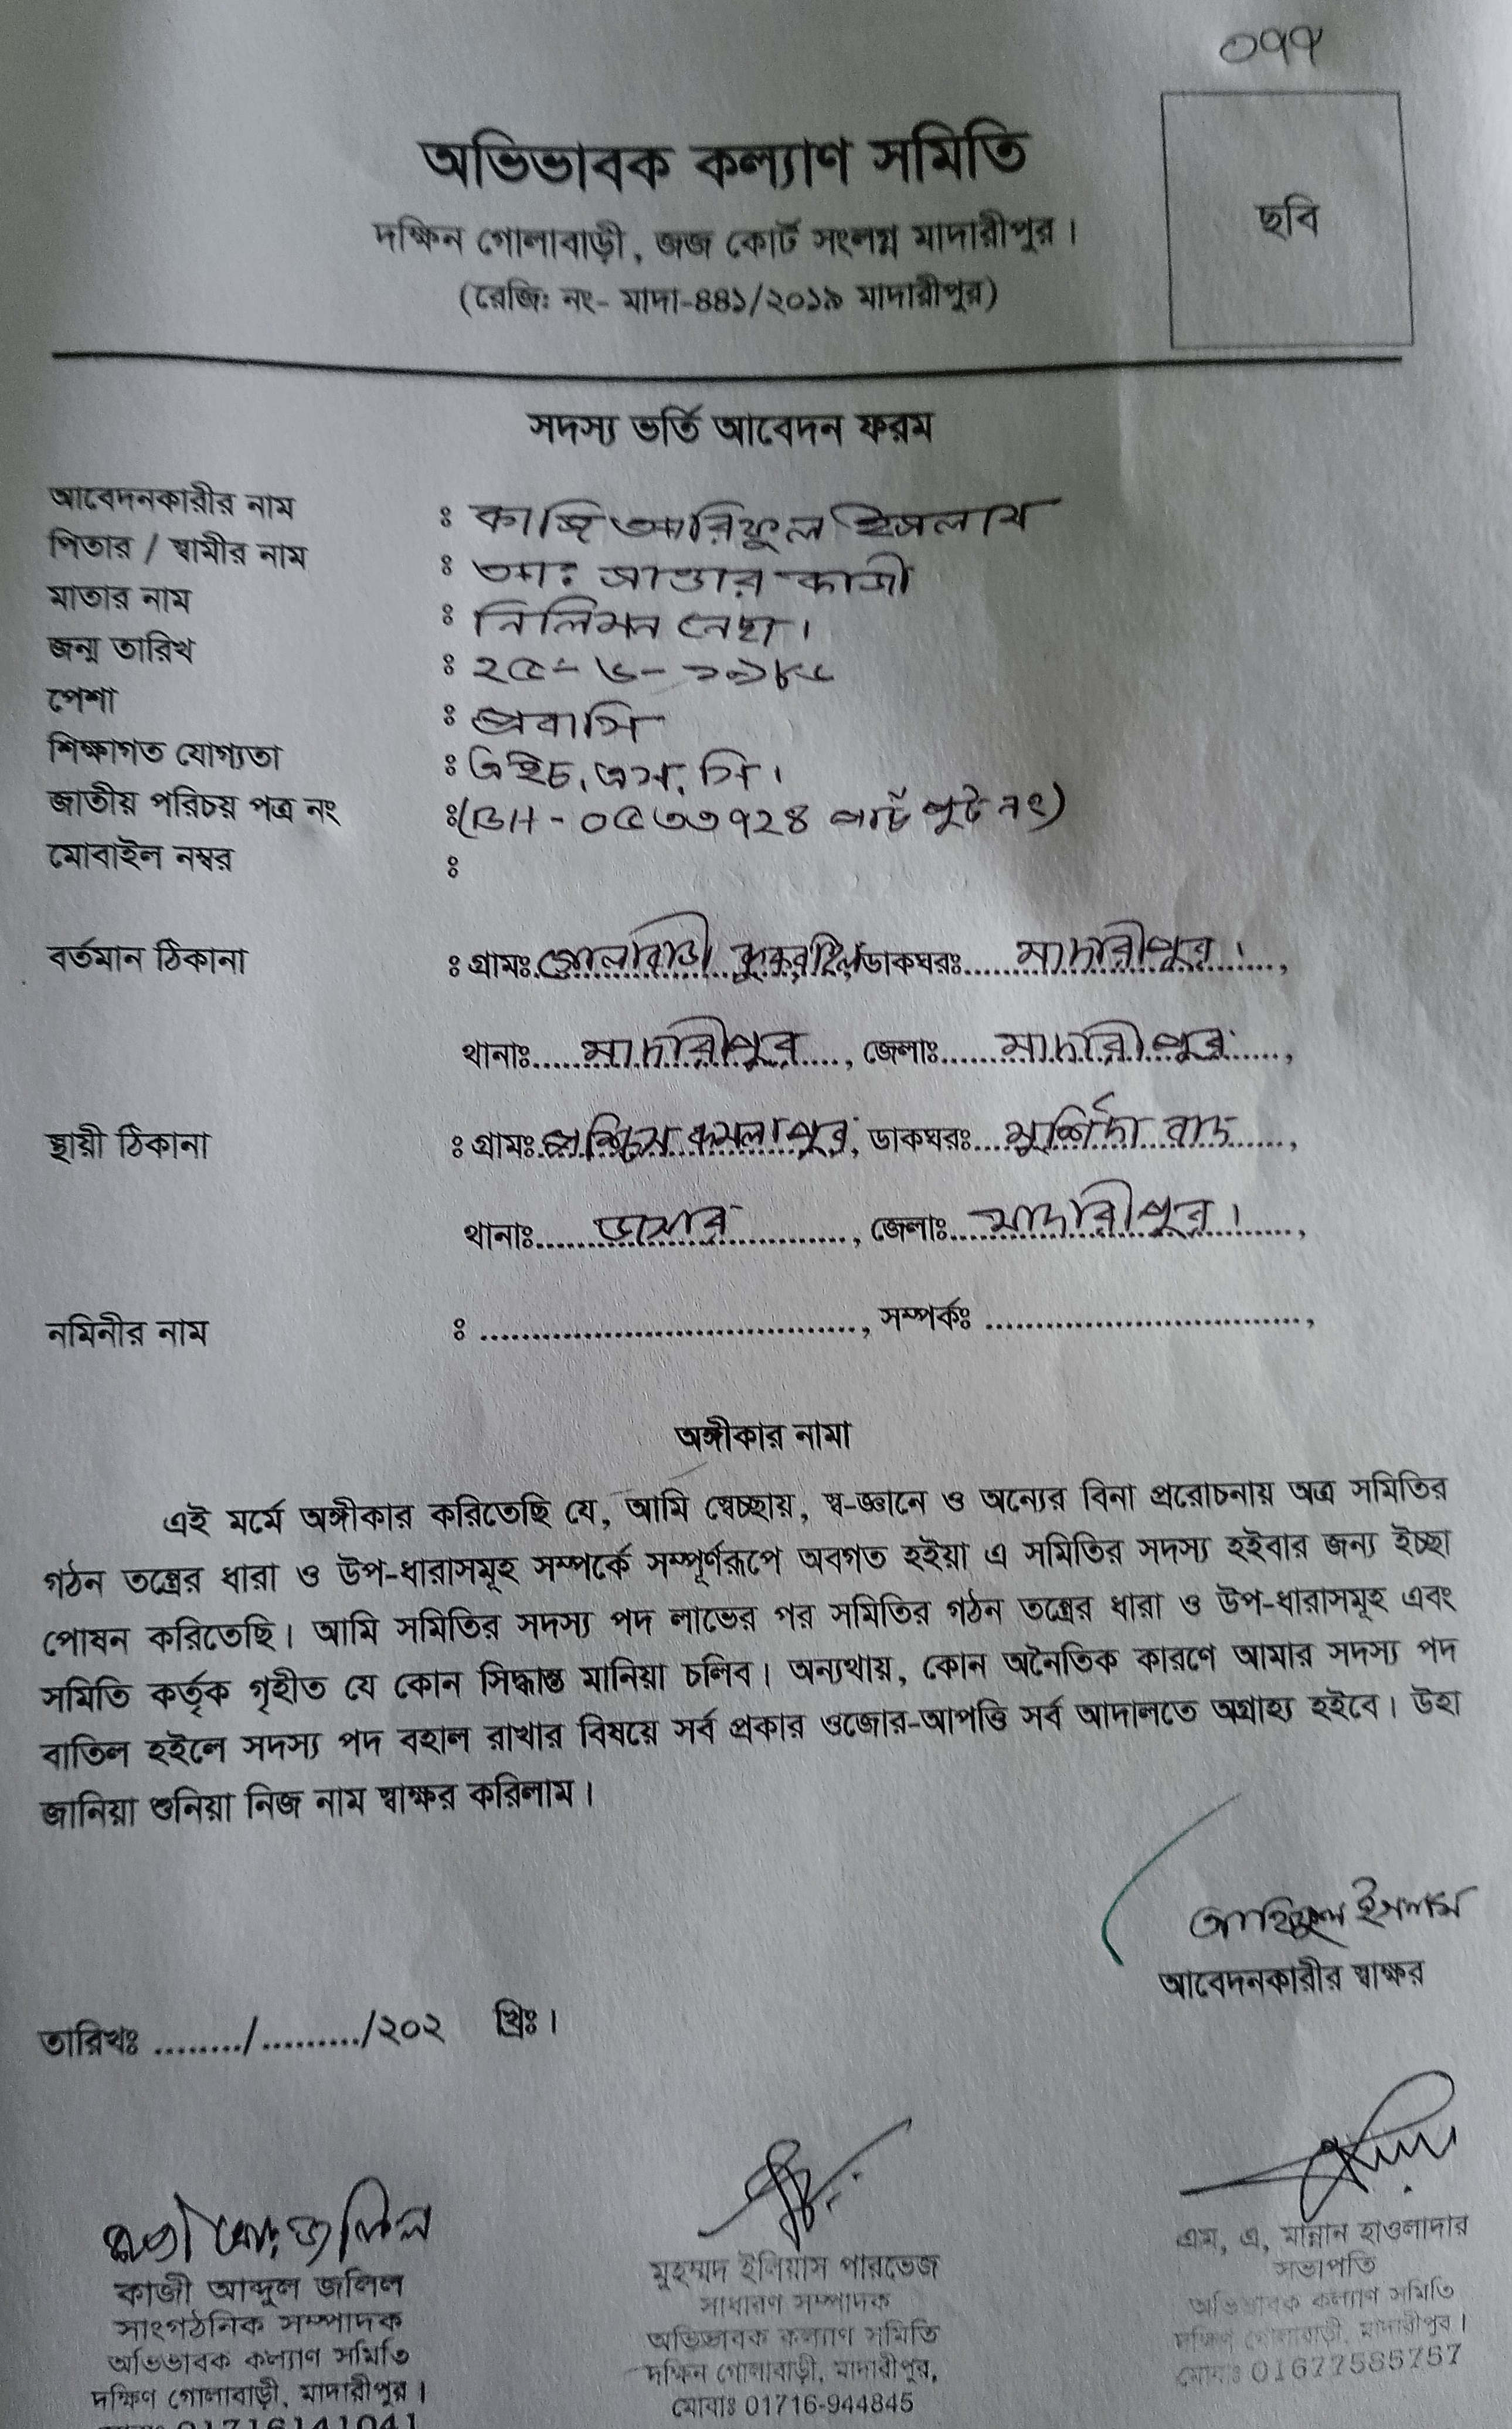 ০৭৭
অভিভাবক কল্যাণ সমিতি
দক্ষিন গোলাবাড়ী, জজ কোর্ট সংলগ্ন মাদারীপুর।
(রেজিঃ নং- মাদা-৪৪১/২০১৯ মাদারীপুর)
ছবি
সদস্য ভর্তি আবেদন ফরম
আবেদনকারীর নাম : কাজি আরিফুল ইসলাম
পিতার / স্বামীর নাম : আঃ সাত্তার কাজী
মাতার নাম : নিলিমন নেছা।
জন্ম তারিখ : ২৫-৬-১৯৮৫
পেশা : প্রবাসি
শিক্ষাগত যোগ্যতা : এইচ, এস, সি।
জাতীয় পরিচয় পত্র নং :(BH-০৫৩৩৭২৪ পার্ট পুট নং)
মোবাইল নম্বর :
বর্তমান ঠিকানা : গ্রামঃ গোলাবাড়ী কুকরাইল ডাকঘরঃ মাদারীপুর।,
থানাঃ মাদারীপুর, জেলাঃ মাদারীপুর,
স্থায়ী ঠিকানা : গ্রামঃ পশ্চিম কমলাপুর, ডাকঘরঃ মুর্শিদাবাদ,
থানাঃ ডাসার, জেলাঃ মাদারীপুর।,
নমিনীর নাম : ...................................., সম্পর্কঃ ..............................,
অঙ্গীকার নামা
এই মর্মে অঙ্গীকার করিতেছি যে, আমি স্বেচ্ছায়, স্ব-জ্ঞানে ও অন্যের বিনা প্ররোচনায় অত্র সমিতির
গঠন তন্ত্রের ধারা ও উপ-ধারাসমূহ সম্পর্কে সম্পূর্ণরূপে অবগত হইয়া এ সমিতির সদস্য হইবার জন্য ইচ্ছা
পোষন করিতেছি। আমি সমিতির সদস্য পদ লাভের পর সমিতির গঠন তন্ত্রের ধারা ও উপ-ধারাসমূহ এবং
সমিতি কর্তৃক গৃহীত যে কোন সিদ্ধান্ত মানিয়া চলিব। অন্যথায়, কোন অনৈতিক কারণে আমার সদস্য পদ
বাতিল হইলে সদস্য পদ বহাল রাখার বিষয়ে সর্ব প্রকার ওজোর-আপত্তি সর্ব আদালতে অগ্রাহ্য হইবে। উহা
জানিয়া শুনিয়া নিজ নাম স্বাক্ষর করিলাম।
আরিফুল ইসলাম
আবেদনকারীর স্বাক্ষর
তারিখঃ ......../........./২০২ খ্রিঃ।
কাজী আঃ জলিল
কাজী আব্দুল জলিল
সাংগঠনিক সম্পাদক
অভিভাবক কল্যাণ সমিতি
দক্ষিণ গোলাবাড়ী, মাদারীপুর।
মোবাঃ 01716141041
মুহম্মদ ইলিয়াস পারভেজ
সাধারণ সম্পাদক
অভিভাবক কল্যাণ সমিতি
দক্ষিন গোলাবাড়ী, মাদারীপুর,
মোবাঃ 01716-944845
এম, এ, মান্নান হাওলাদার
সভাপতি
অভিভাবক কল্যাণ সমিতি
দক্ষিণ গোলাবাড়ী, মাদারীপুর।
মোবাঃ 01677585757